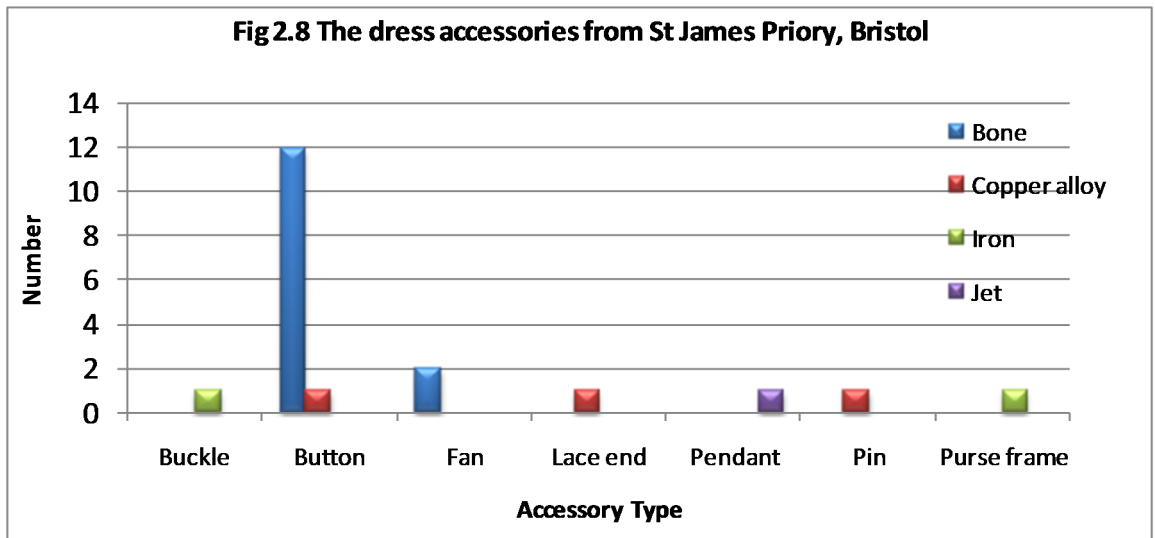 Fig 2.8 The dress accessories from St James Priory, Bristol
14
12
10
8
6
4
2
0
Number
Bone
Copper alloy
Iron
Jet
Buckle Button Fan Lace end Pendant Pin Purse frame
Accessory Type